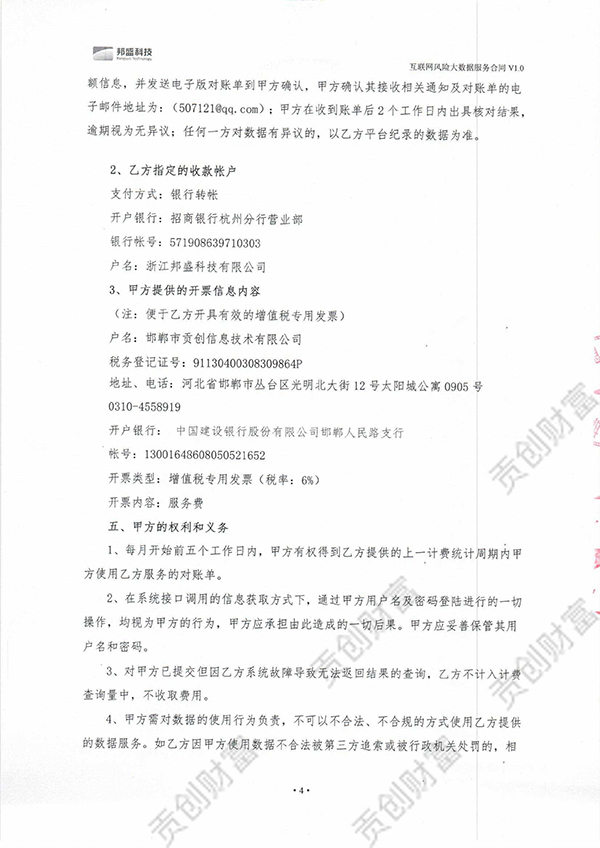 邦盛科技
Bangsun Technology
互联网风险大数据服务合同 V1.0
额信息，并发送电子版对账单到甲方确认，甲方确认其接收相关通知及对账单的电
子邮件地址为：（507121@qq.com）；甲方在收到账单后 2 个工作日内出具核对结果，
逾期视为无异议；任何一方对数据有异议的，以乙方平台纪录的数据为准。
2、乙方指定的收款帐户
支付方式：银行转帐
开户银行：招商银行杭州分行营业部
银行帐号：571908639710303
户名：浙江邦盛科技有限公司
3、甲方提供的开票信息内容
（注：便于乙方开具有效的增值税专用发票）
户名：邯郸市贡创信息技术有限公司
税务登记证号：91130400308309864P
地址、电话：河北省邯郸市丛台区光明北大街 12 号太阳城公寓 0905 号
0310-4558919
开户银行： 中国建设银行股份有限公司邯郸人民路支行
帐号：13001648608050521652
开票类型：增值税专用发票（税率：6%）
开票内容：服务费
五、甲方的权利和义务
1、每月开始前五个工作日内，甲方有权得到乙方提供的上一计费统计周期内甲
方使用乙方服务的对账单。
2、在系统接口调用的信息获取方式下，通过甲方用户名及密码登陆进行的一切
操作，均视为甲方的行为，甲方应承担由此造成的一切后果。甲方应妥善保管其用
户名和密码。
3、对甲方已提交但因乙方系统故障导致无法返回结果的查询，乙方不计入计费
查询量中，不收取费用。
4、甲方需对数据的使用行为负责，不可以不合法、不合规的方式使用乙方提供
的数据服务。如乙方因甲方使用数据不合法被第三方追索或被行政机关处罚的，相
·4·
贡创财富
贡创财富
贡创财富
贡创财富